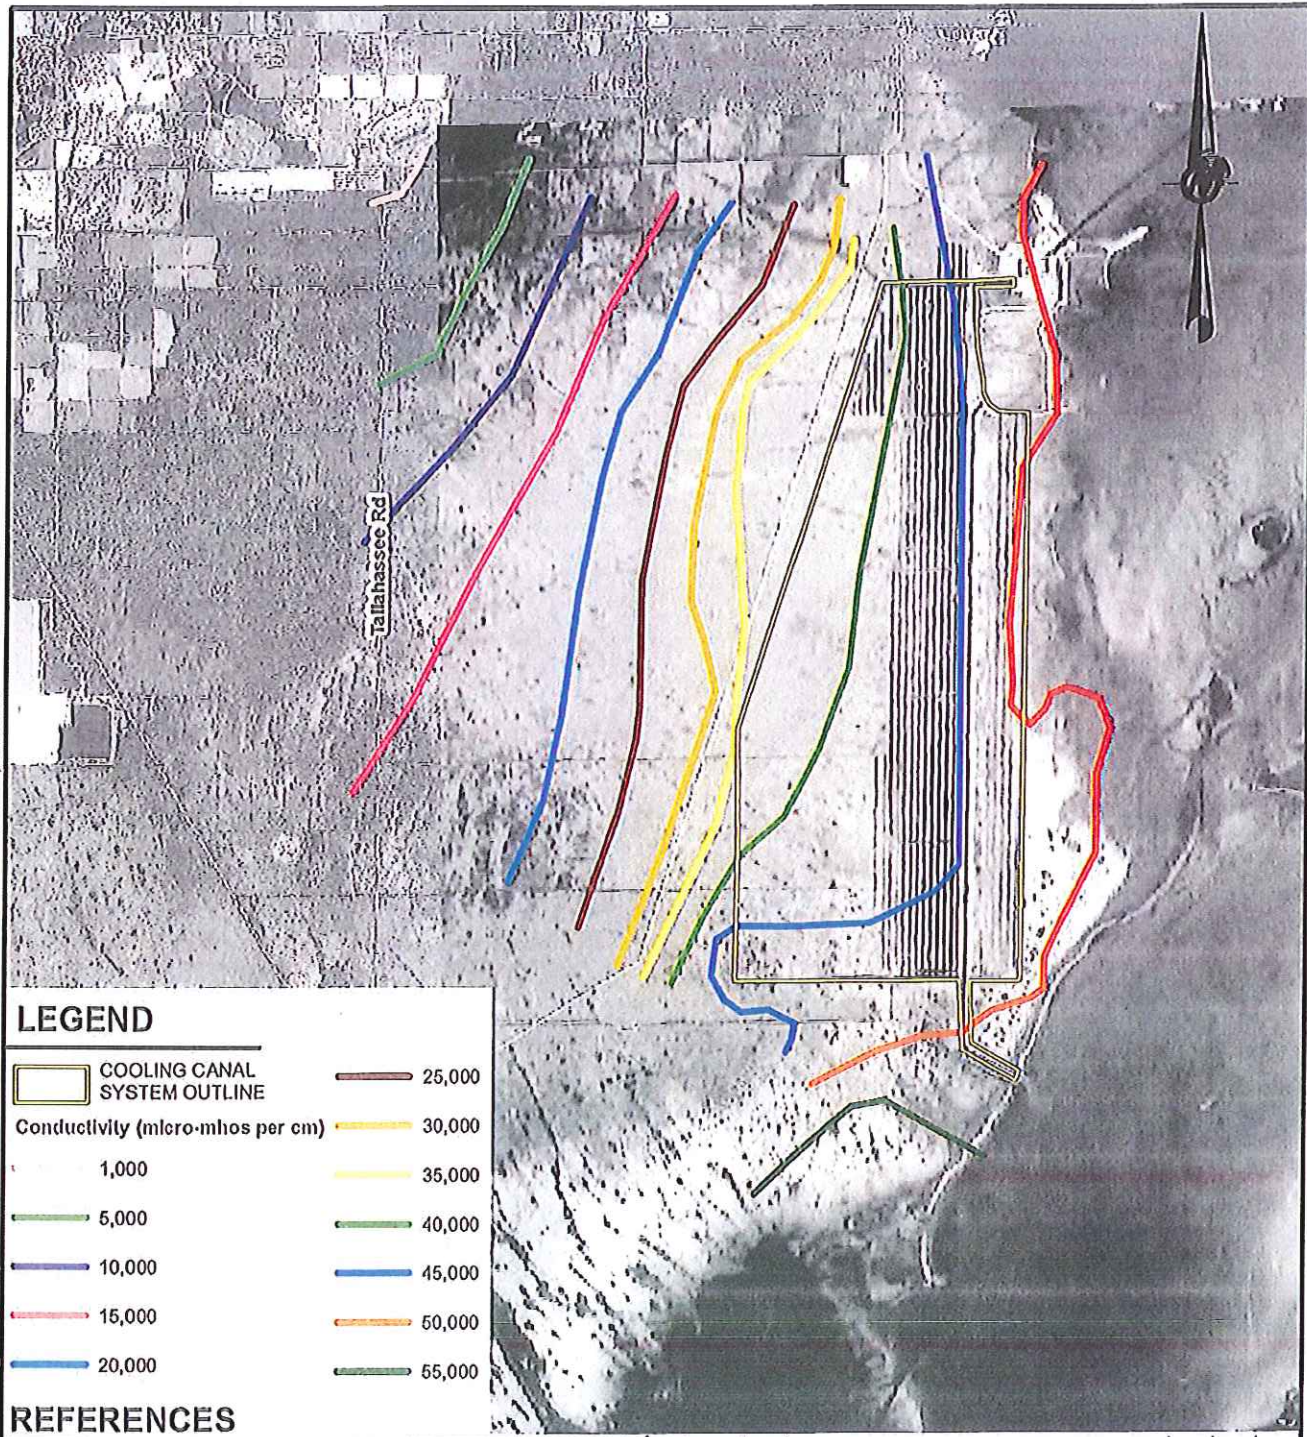 Tallahassee Rd
LEGEND
COOLING CANAL
SYSTEM OUTLINE
Conductivity (micro-mhos per cm)
1,000
5,000
10,000
15,000
20,000
25,000
30,000
35,000
40,000
45,000
50,000
55,000
REFERENCES